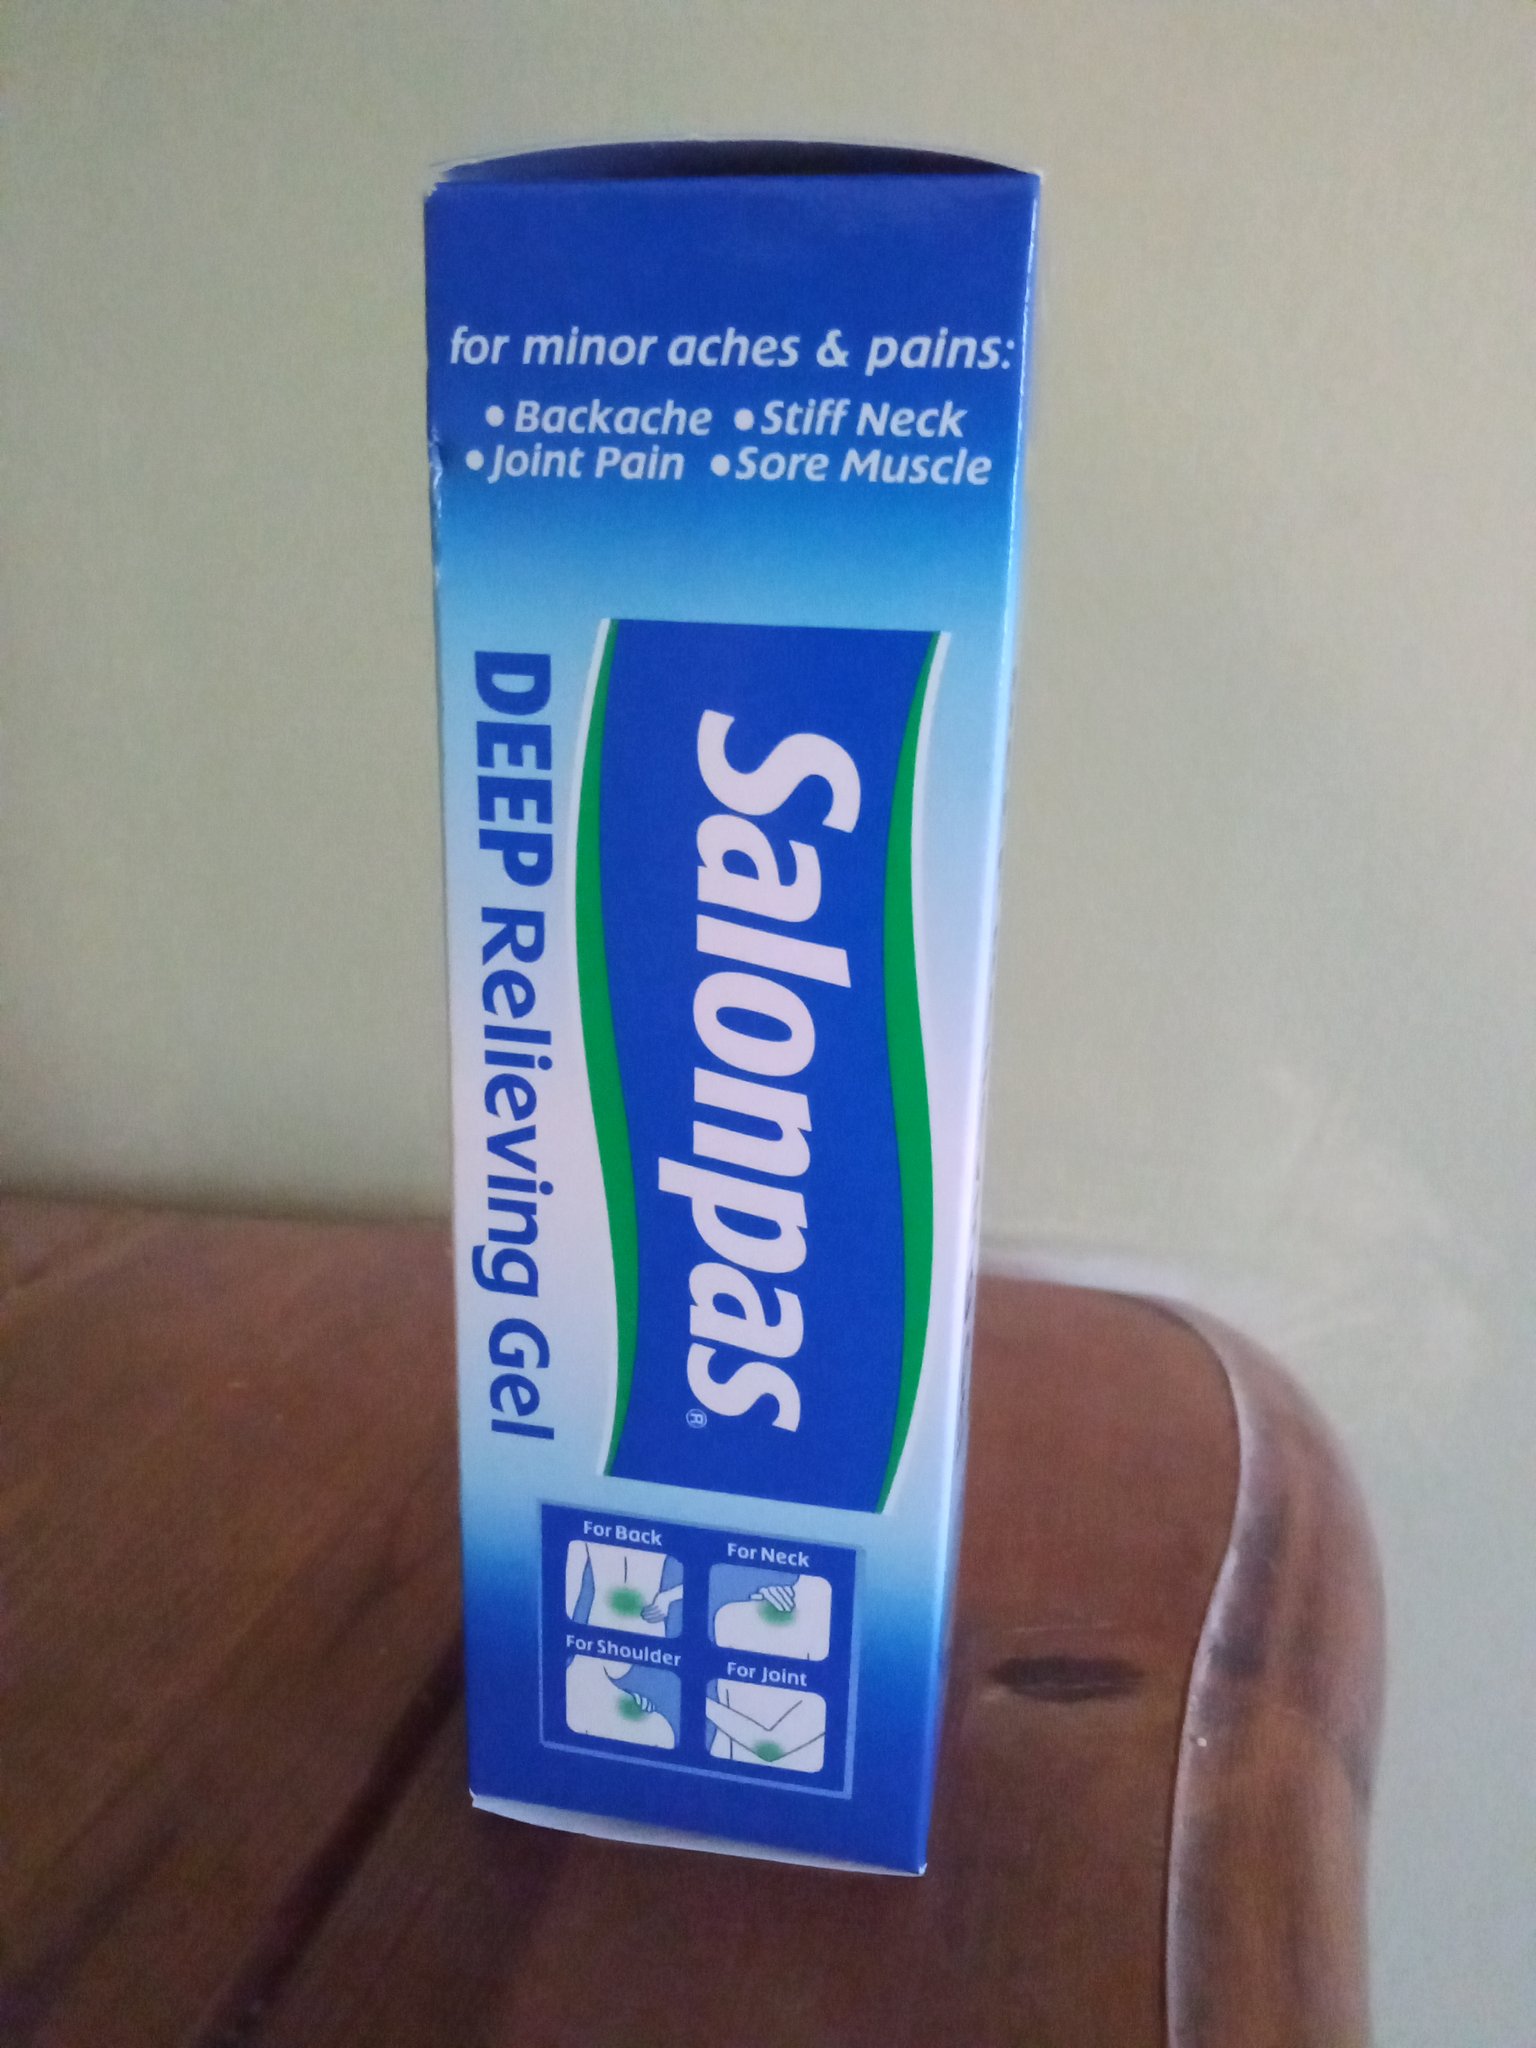 for minor aches & pains:
• Backache • Stiff Neck
• Joint Pain • Sore Muscle
Salonpas®
DEEP Relieving Gel
For Back
For Neck
For Shoulder
For Joint